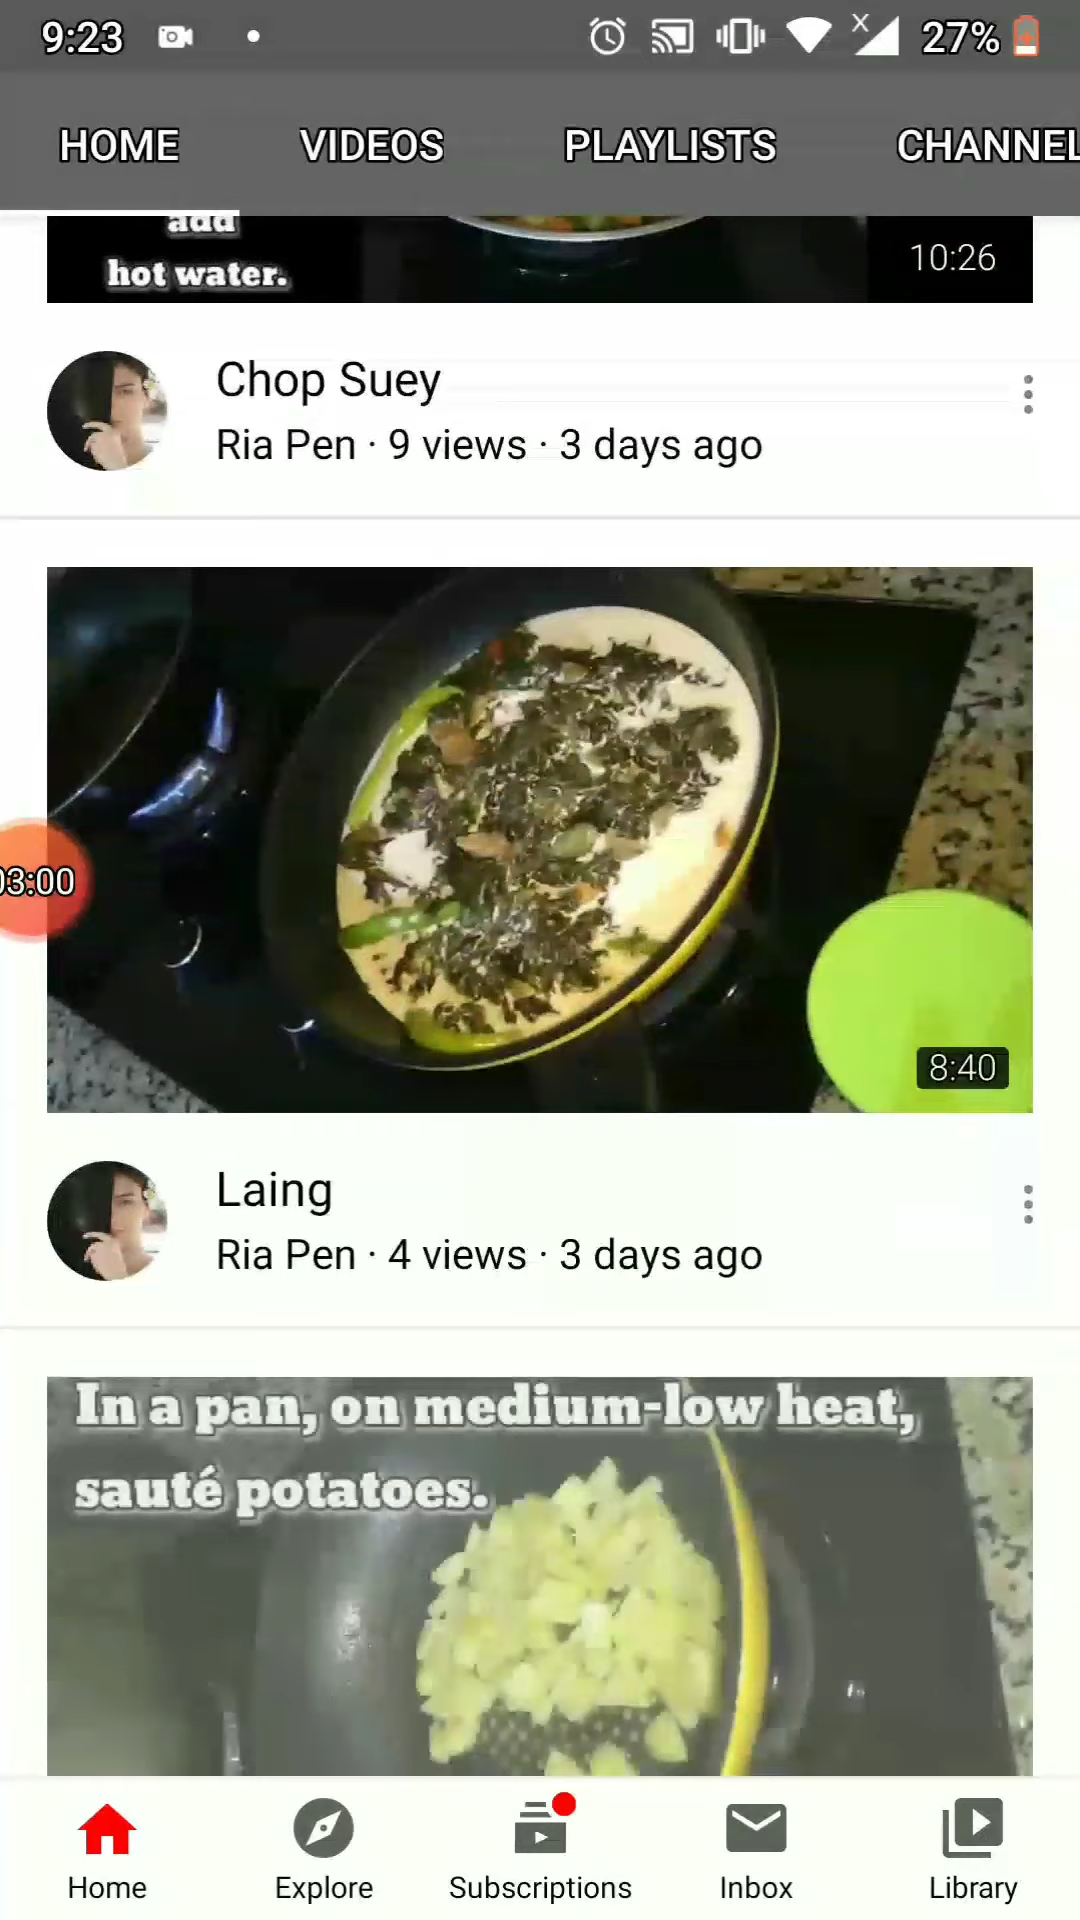 9:23
27%
HOME VIDEOS PLAYLISTS CHANNEL
add
hot water.
10:26
Chop Suey
Ria Pen · 9 views · 3 days ago
03:00
8:40
Laing
Ria Pen · 4 views · 3 days ago
In a pan, on medium-low heat,
sauté potatoes.
Home Explore Subscriptions Inbox Library